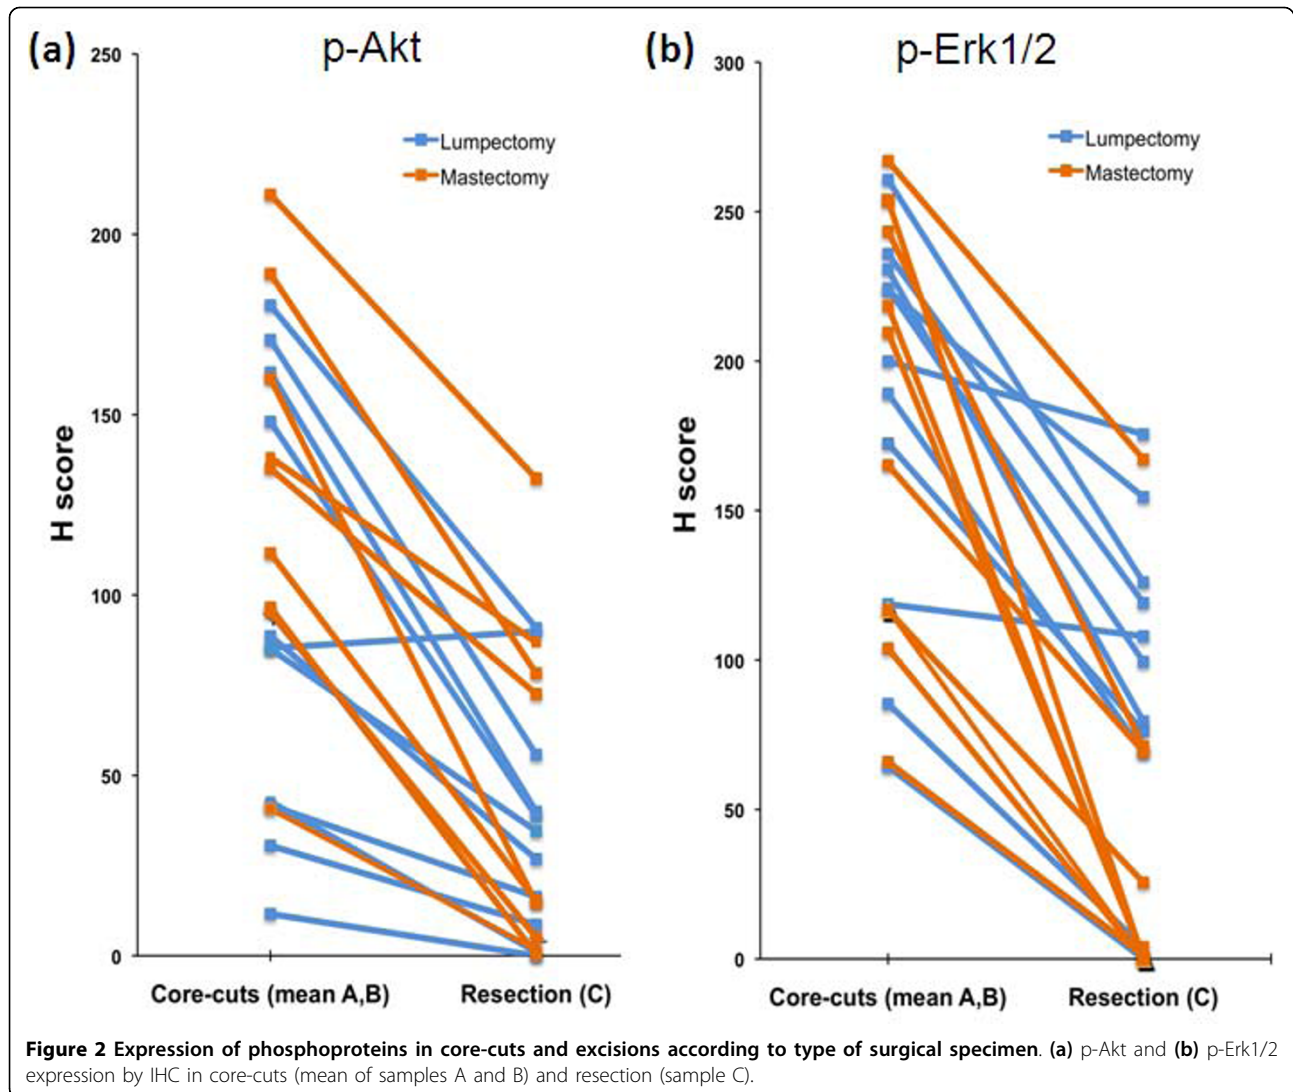 (a) p-Akt
250
200
150
100
50
0
H score
Lumpectomy
Mastectomy
Core-cuts (mean A,B) Resection (C)
(b) p-Erk1/2
300
250
200
150
100
50
0
H score
Lumpectomy
Mastectomy
Core-cuts (mean A,B) Resection (C)
Figure 2 Expression of phosphoproteins in core-cuts and excisions according to type of surgical specimen. (a) p-Akt and (b) p-Erk1/2
expression by IHC in core-cuts (mean of samples A and B) and resection (sample C).